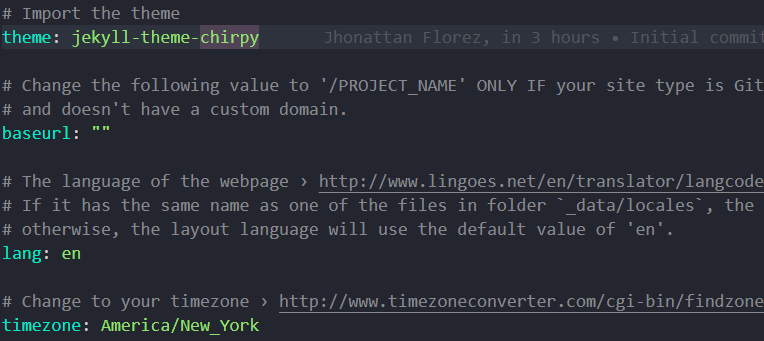 # Import the theme
theme: jekyll-theme-chirpy Jhonattan Florez, in 3 hours • Initial commit
# Change the following value to '/PROJECT_NAME' ONLY IF your site type is Git
# and doesn't have a custom domain.
baseurl: ""
# The language of the webpage › http://www.lingoes.net/en/translator/langcode
# If it has the same name as one of the files in folder `_data/locales`, the
# otherwise, the layout language will use the default value of 'en'.
lang: en
# Change to your timezone › http://www.timezoneconverter.com/cgi-bin/findzone
timezone: America/New_York